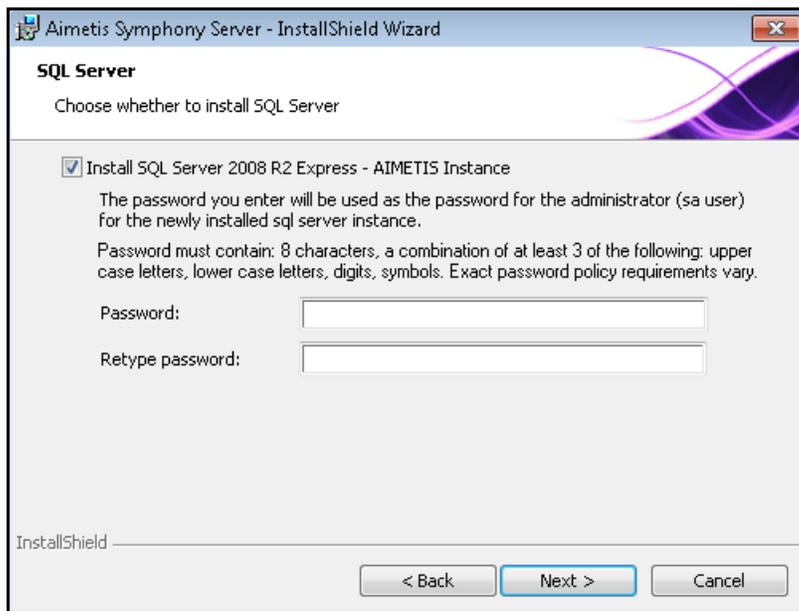 Aimetis Symphony Server - InstallShield Wizard
SQL Server
Choose whether to install SQL Server
Install SQL Server 2008 R2 Express - AIMETIS Instance
The password you enter will be used as the password for the administrator (sa user)
for the newly installed sql server instance.
Password must contain: 8 characters, a combination of at least 3 of the following: upper
case letters, lower case letters, digits, symbols. Exact password policy requirements vary.
Password:
Retype password:
InstallShield
< Back
Next >
Cancel